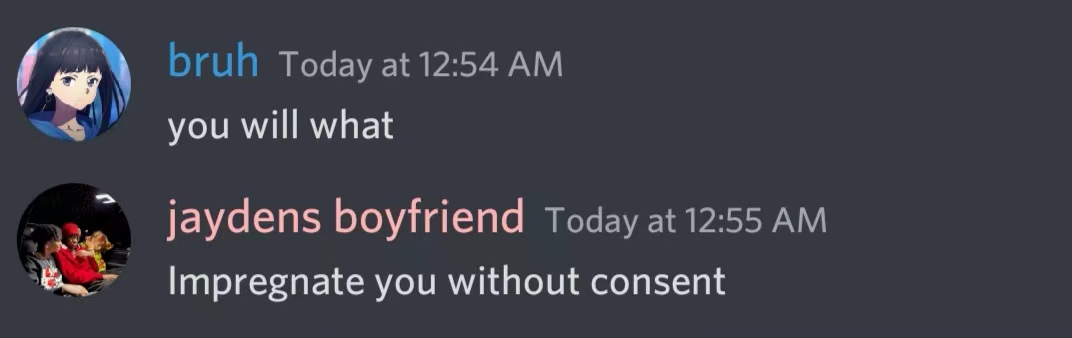 bruh Today at 12:54 AM
you will what
jaydens boyfriend Today at 12:55 AM
Impregnate you without consent